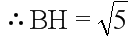 ∴ BH = √5